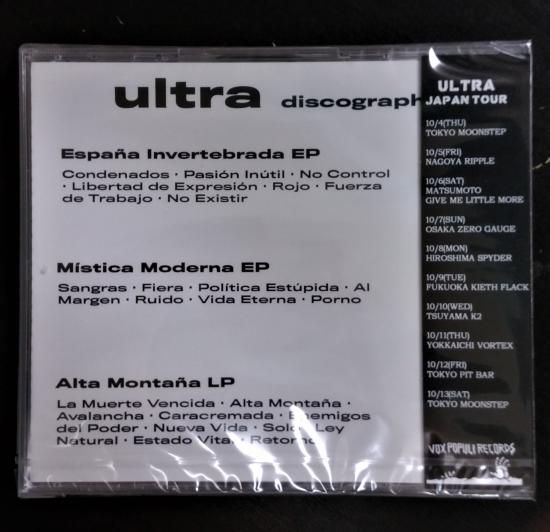 ultra discograph
España Invertebrada EP
Condenados · Pasión Inútil · No Control
· Libertad de Expresión · Rojo · Fuerza
de Trabajo · No Existir
Mística Moderna EP
Sangras · Fiera · Política Estúpida · Al
Margen · Ruido · Vida Eterna · Porno
Alta Montaña LP
La Muerte Vencida · Alta Montaña ·
Avalancha · Caracremada · Enemigos
del Poder · Nueva Vida · Solo · Ley
Natural · Estado Vital · Retorno
ULTRA
JAPAN TOUR
10/4(THU)
TOKYO MOONSTEP
10/5(FRI)
NAGOYA RIPPLE
10/6(SAT)
MATSUMOTO
GIVE ME LITTLE MORE
10/7(SUN)
OSAKA ZERO GAUGE
10/8(MON)
HIROSHIMA SPYDER
10/9(TUE)
FUKUOKA KIETH FLACK
10/10(WED)
TSUYAMA K2
10/11(THU)
YOKKAICHI VORTEX
10/12(FRI)
TOKYO PIT BAR
10/13(SAT)
TOKYO MOONSTEP
VOX POPULI RECORDS